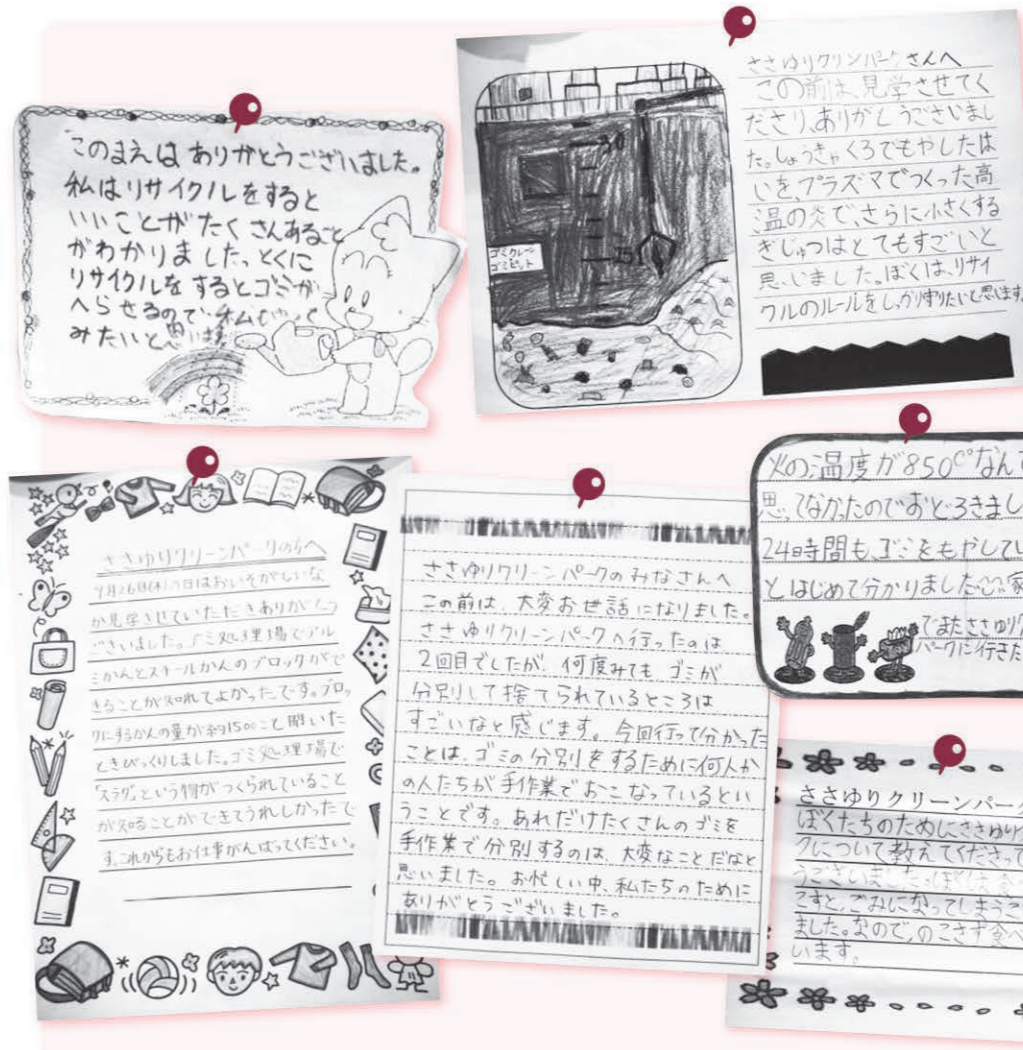 このまえは ありがとうございました。
私はリサイクルをすると
いいことがたくさんあること
がわかりました、とくに
リサイクルをするとゴミが
へらせるので、私もやって
みたいと思います
ささゆりクリンパークさんへ
この前は、見学させてく
ださり、ありがとうございまし
た。しょうきゃくろでもやしたは
いを、プラズマでつくった高
温の炎で、さらに小さくする
ぎじゅつはとてもすごいと
思いました。ぼくは、リサイ
クルのルールをしっかり守りたいと思います。
30
25
ゴミクレーン
ゴミピット
ささゆりクリーンパークの方へ
9月26日(木)の日はおいそがしいな
か見学させていただきありがとう
ございました。ゴミ処理場でアル
ミかんとスチールかんのブロックがで
きることが知れてよかったです。ブロッ
クにするかんの量が約1500こと聞いた
ときびっくりしました。ゴミ処理場で
「スラグ」という物がつくられていること
が知ることができてうれしかったで
す。これからもお仕事がんばってください。
ささゆりクリーンパークのみなさんへ
この前は、大変お世話になりました。
ささゆりクリーンパークへ行ったのは
2回目でしたが、何度みても、ゴミが
分別して捨てられているところは
すごいなと感じます。今回行って分かった
ことは、ゴミの分別をするために何人か
の人たちが手作業でおこなっているとい
うことです。あれだけたくさんのゴミを
手作業で分別するのは、大変なことだなと
思いました。お忙しい中、私たちのために
ありがとうございました。
火の温度が850℃なんて
思ってなかったのでおどろきまし
24時間も、ゴミをもやしてい
とはじめて分かりました 家
でまたささゆりク
パークに行きた
ささゆりクリーンパーク
ぼくたちのためにささゆりク
クについて教えてくださって
うございました。ぼくは食べ
こすと、ごみになってしまうこ
ました。なので、のこさず食べ
います。